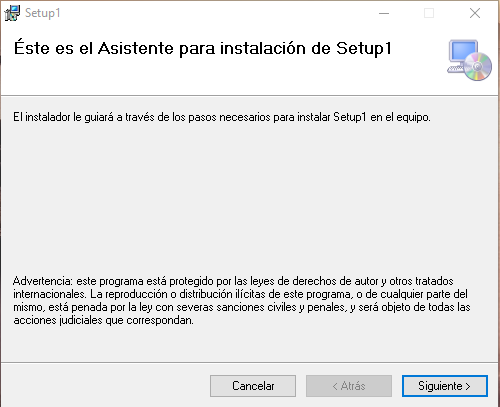 Setup1
Éste es el Asistente para instalación de Setup1
El instalador le guiará a través de los pasos necesarios para instalar Setup1 en el equipo.
Advertencia: este programa está protegido por las leyes de derechos de autor y otros tratados
internacionales. La reproducción o distribución ilícitas de este programa, o de cualquier parte del
mismo, está penada por la ley con severas sanciones civiles y penales, y será objeto de todas las
acciones judiciales que correspondan.
Cancelar
< Atrás
Siguiente >